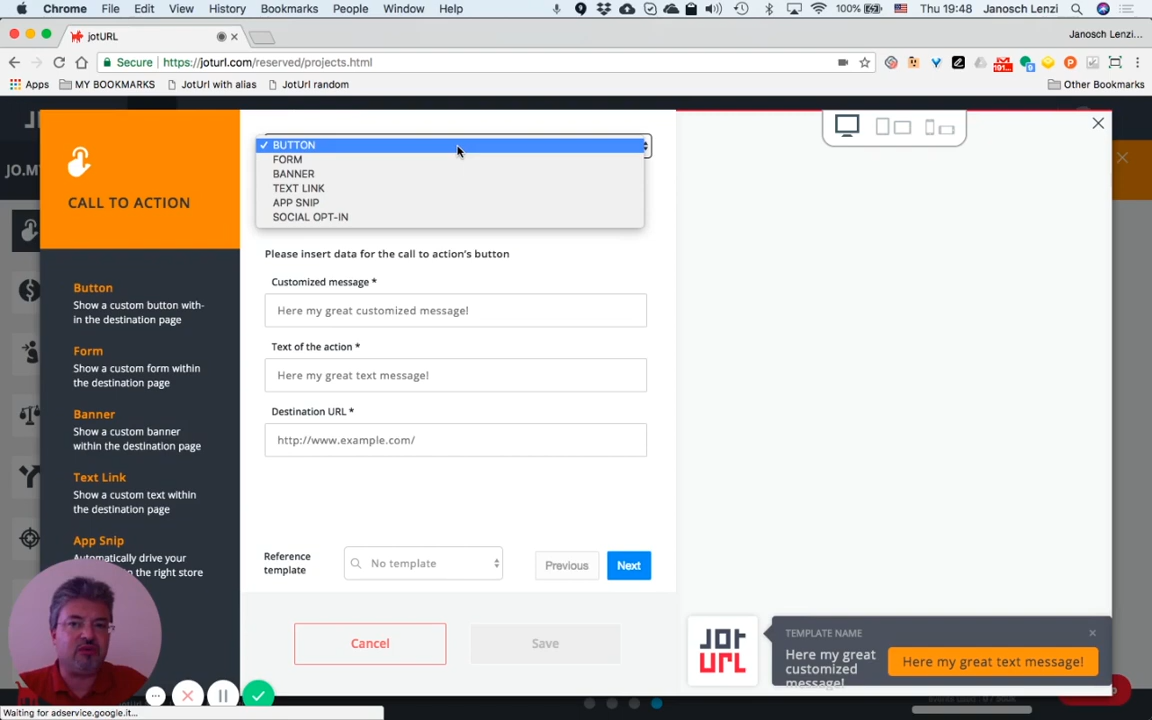 Chrome File Edit View History Bookmarks People Window Help 100% Thu 19:48 Janosch Lenzi
jotURL
Janosch Lenzi...
Secure https://joturl.com/reserved/projects.html
Apps MY BOOKMARKS JotUrl with alias JotUrl random Other Bookmarks
CALL TO ACTION
Button
Show a custom button with-
in the destination page
Form
Show a custom form within
the destination page
Banner
Show a custom banner
within the destination page
Text Link
Show a custom text within
the destination page
App Snip
Automatically drive your
the right store
✓ BUTTON
FORM
BANNER
TEXT LINK
APP SNIP
SOCIAL OPT-IN
Please insert data for the call to action's button
Customized message *
Here my great customized message!
Text of the action *
Here my great text message!
Destination URL *
http://www.example.com/
Reference
template
No template
Previous
Next
Cancel
Save
JOT
URL
TEMPLATE NAME
Here my great
customized
message!
Here my great text message!
Waiting for adservice.google.it...